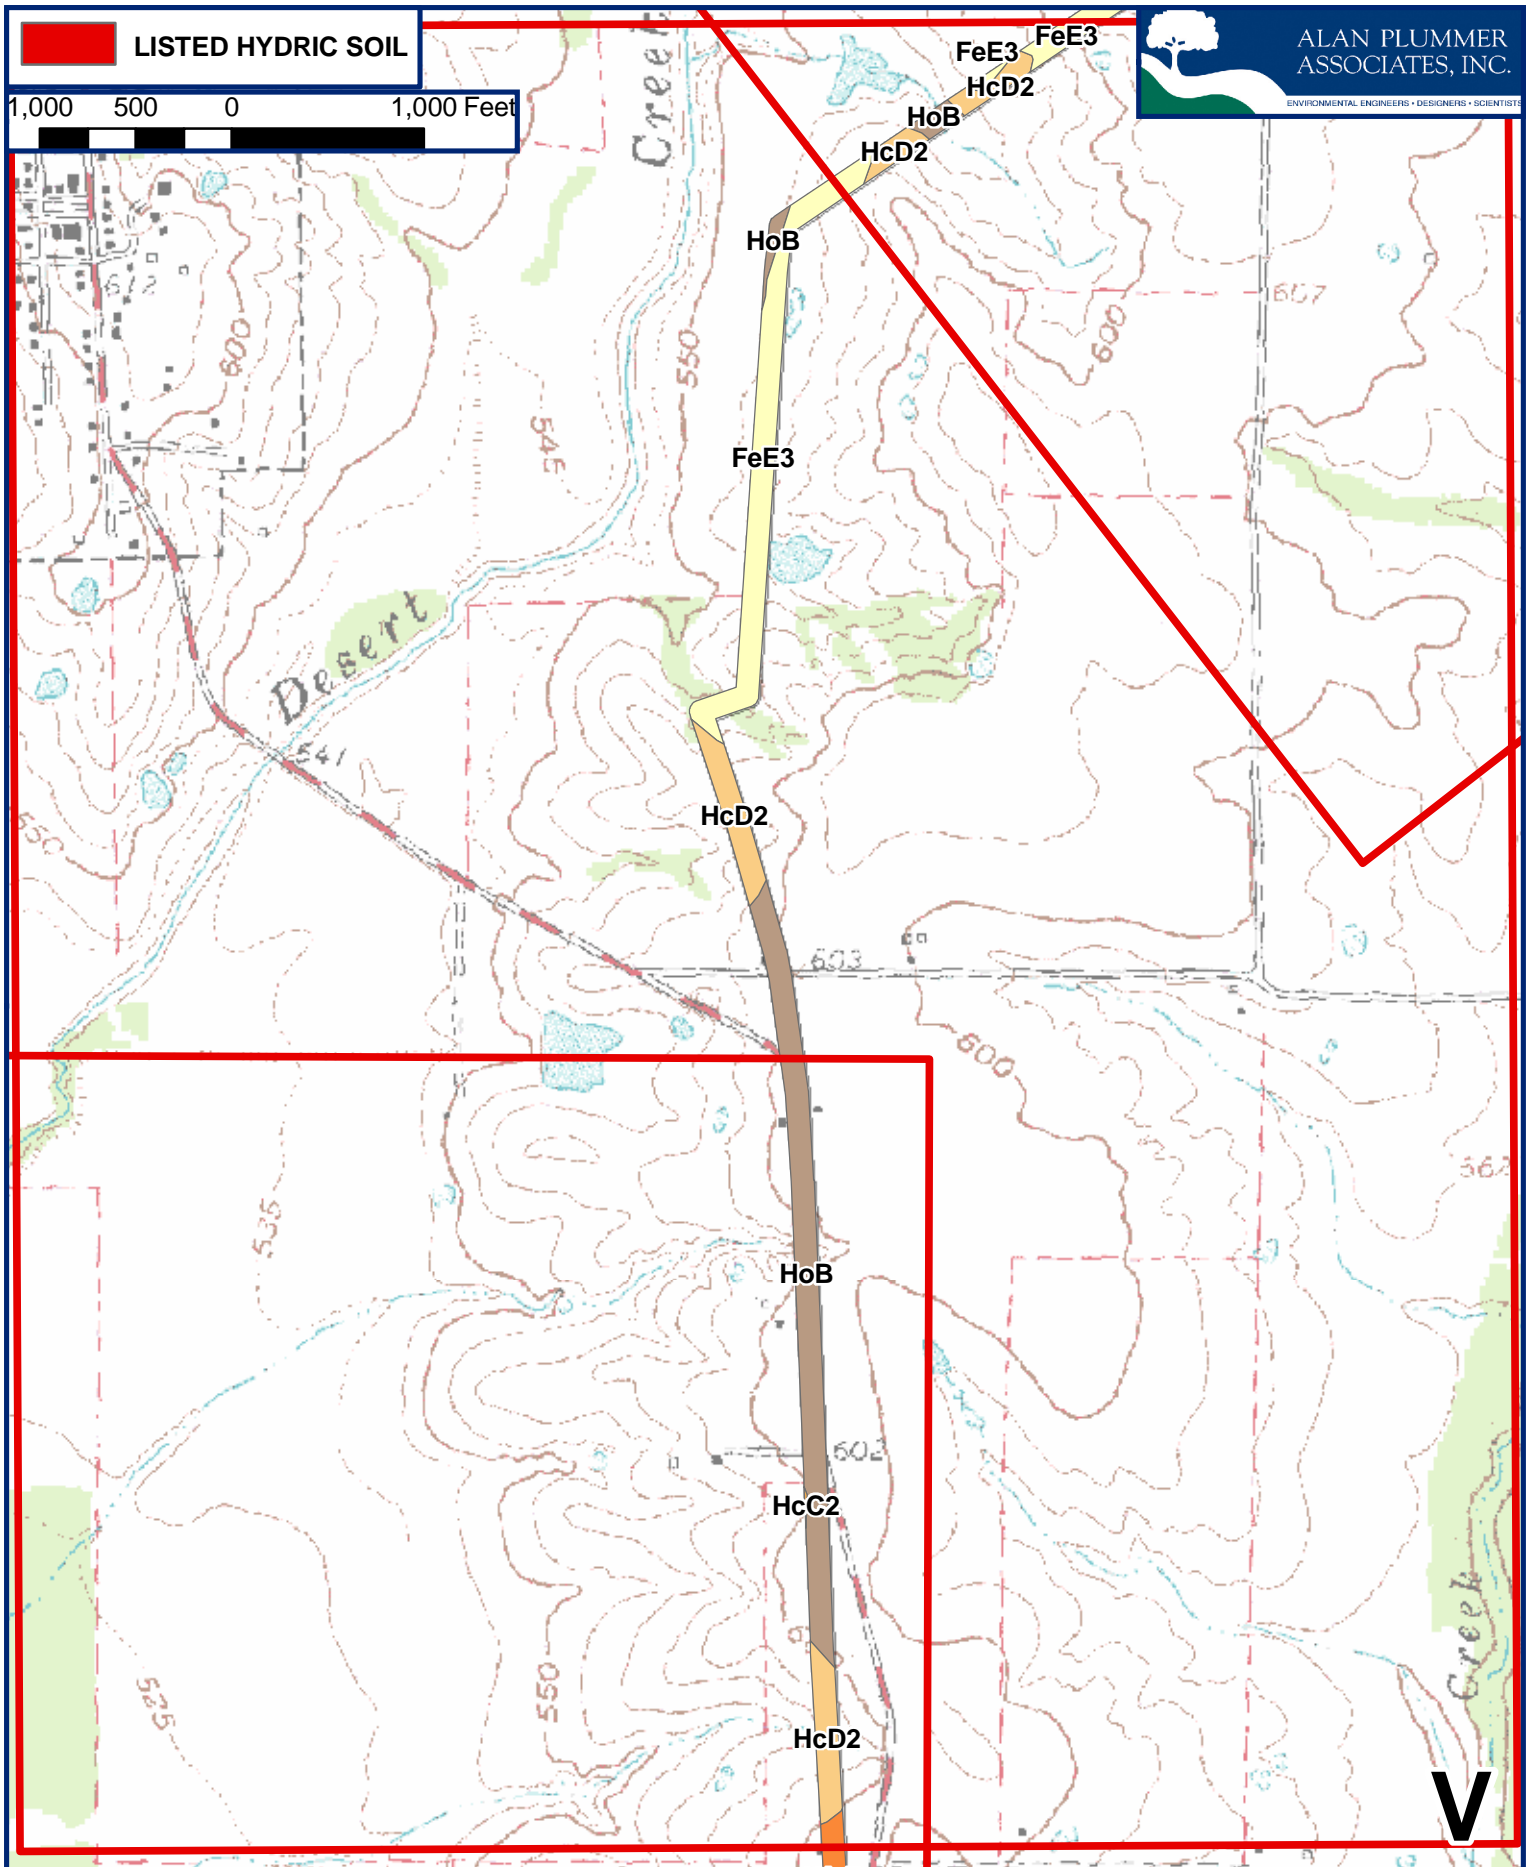 LISTED HYDRIC SOIL
1,000 500 0 1,000 Feet
ALAN PLUMMER
ASSOCIATES, INC.
ENVIRONMENTAL ENGINEERS • DESIGNERS • SCIENTISTS
Creek
FeE3
FeE3
HcD2
HoB
HcD2
HoB
612
600
550
607
600
545
FeE3
Desert
541
HcD2
550
603
600
562
535
HoB
602
HcC2
Creek
525
550
HcD2
V